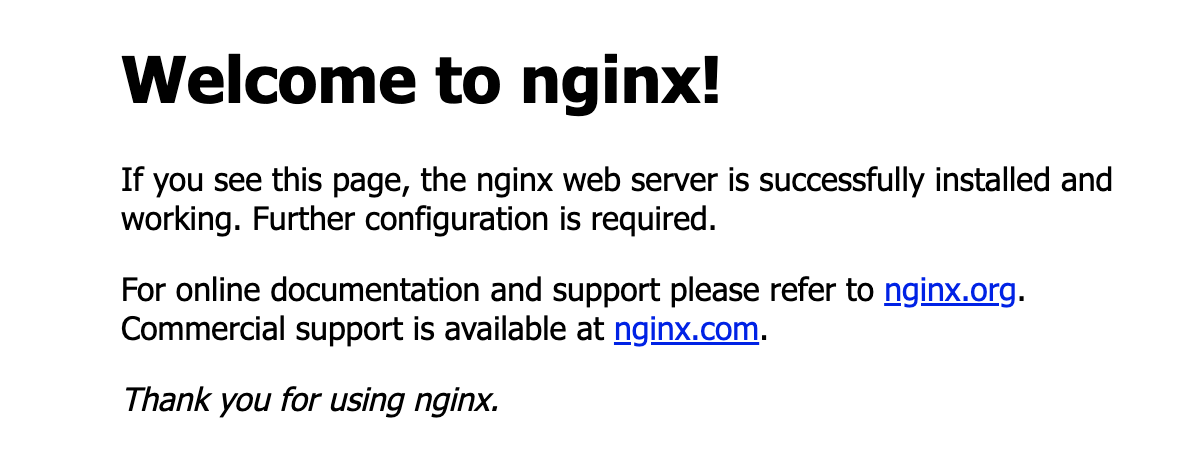 Welcome to nginx!
If you see this page, the nginx web server is successfully installed and
working. Further configuration is required.
For online documentation and support please refer to nginx.org.
Commercial support is available at nginx.com.
Thank you for using nginx.